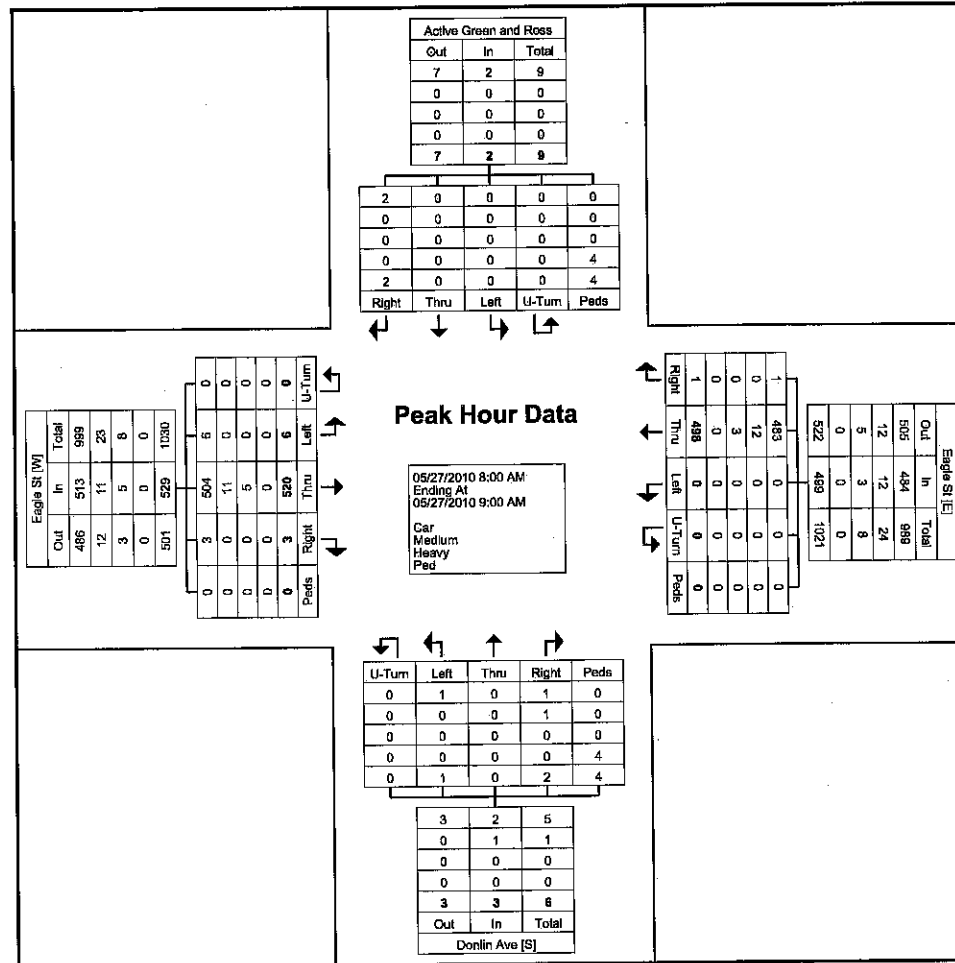 Active Green and Ross
Out In Total
7 2 9
0 0 0
0 0 0
0 0 0
7 2 9
2 0 0 0 0
0 0 0 0 0
0 0 0 0 0
0 0 0 0 4
2 0 0 0 4
Right Thru Left U-Turn Peds
Eagle St [W]
Total In Out
999 513 486
23 11 12
8 5 3
0 0 0
1030 529 501
0 6 504 3 0
0 0 11 0 0
0 0 5 0 0
0 0 0 0 0
0 6 520 3 0
U-Turn Left Thru Right Peds
Peak Hour Data
05/27/2010 8:00 AM
Ending At
05/27/2010 9:00 AM
Car
Medium
Heavy
Ped
Eagle St [E]
Out In Total
505 484 989
12 12 24
5 3 8
0 0 0
522 499 1021
1 483 0 0 0
0 12 0 0 0
0 3 0 0 0
0 0 0 0 0
1 498 0 0 0
Right Thru Left U-Turn Peds
U-Turn Left Thru Right Peds
0 1 0 1 0
0 0 0 1 0
0 0 0 0 0
0 0 0 0 4
0 1 0 2 4
3 2 5
0 1 1
0 0 0
0 0 0
3 3 6
Out In Total
Donlin Ave [S]